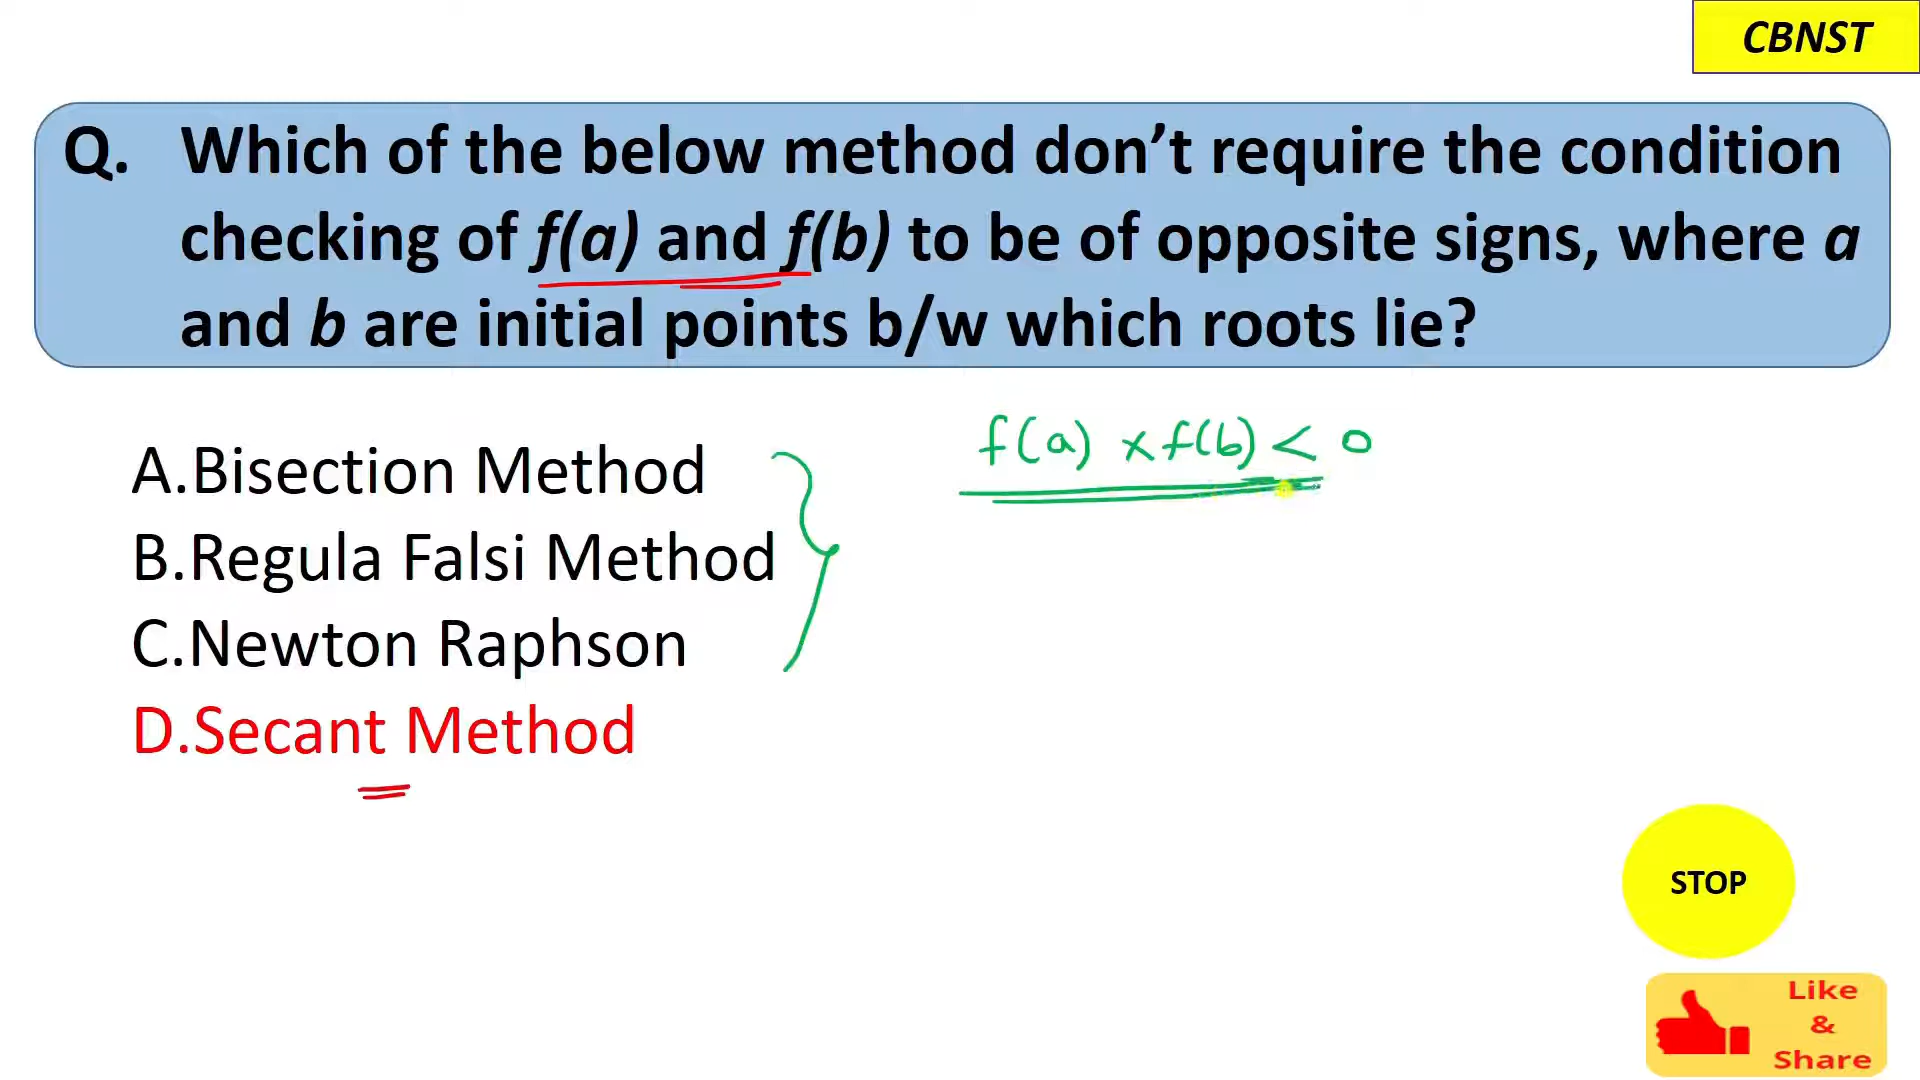 CBNST
Q. Which of the below method don’t require the condition
checking of f(a) and f(b) to be of opposite signs, where a
and b are initial points b/w which roots lie?
f(a) x f(b) < 0
A.Bisection Method
B.Regula Falsi Method
C.Newton Raphson
D.Secant Method
STOP
Like
&
Share